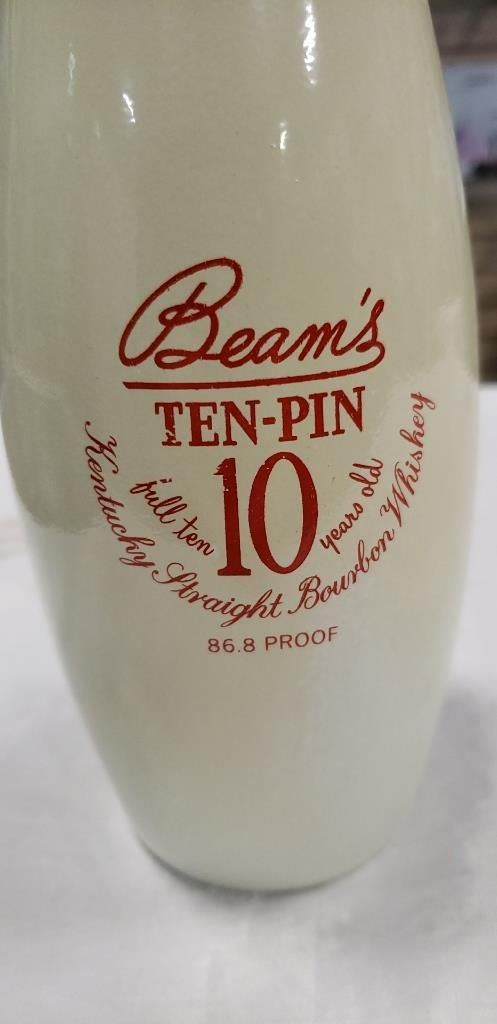 Beam's
TEN-PIN
full ten 10 years old
Kentucky Straight Bourbon Whiskey
86.8 PROOF